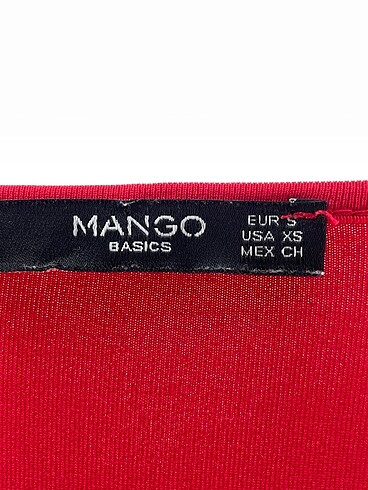 MANGO
BASICS
EUR S
USA XS
MEX CH